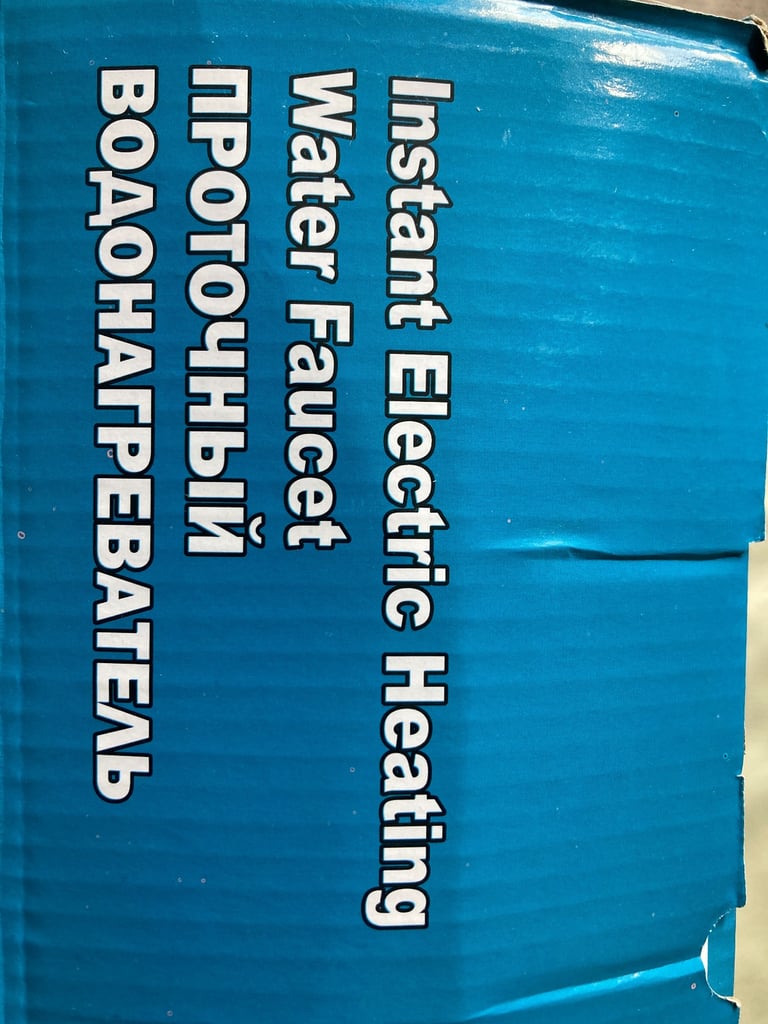 Instant Electric Heating
Water Faucet
ПРОТОЧНЫЙ
ВОДОНАГРЕВАТЕЛЬ